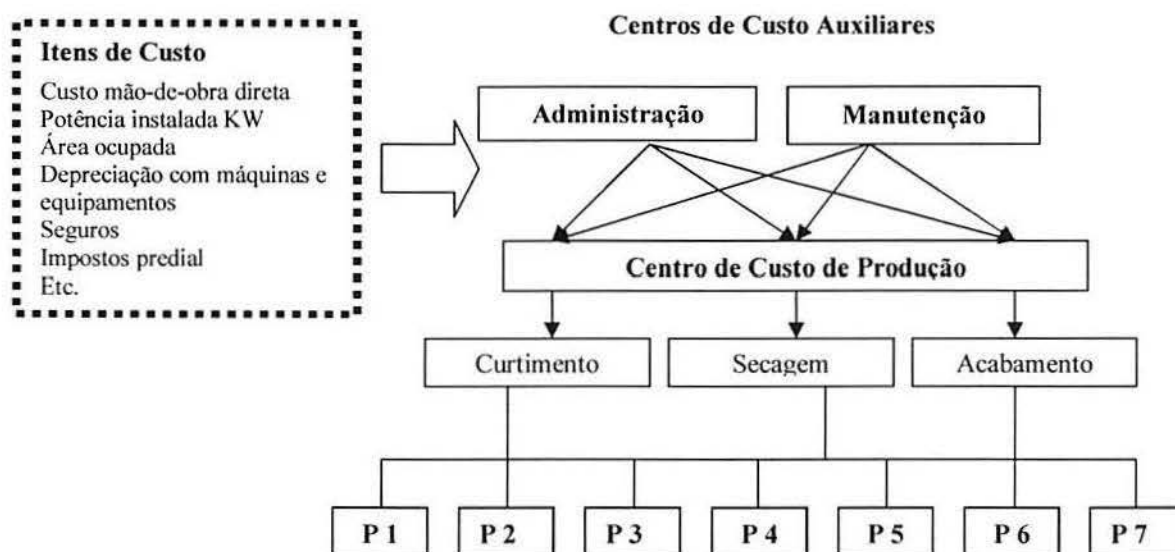 Itens de Custo
Custo mão-de-obra direta
Potência instalada KW
Área ocupada
Depreciação com máquinas e
equipamentos
Seguros
Impostos predial
Etc.
Centros de Custo Auxiliares
Administração
Manutenção
Centro de Custo de Produção
Curtimento
Secagem
Acabamento
P 1
P 2
P 3
P 4
P 5
P 6
P 7